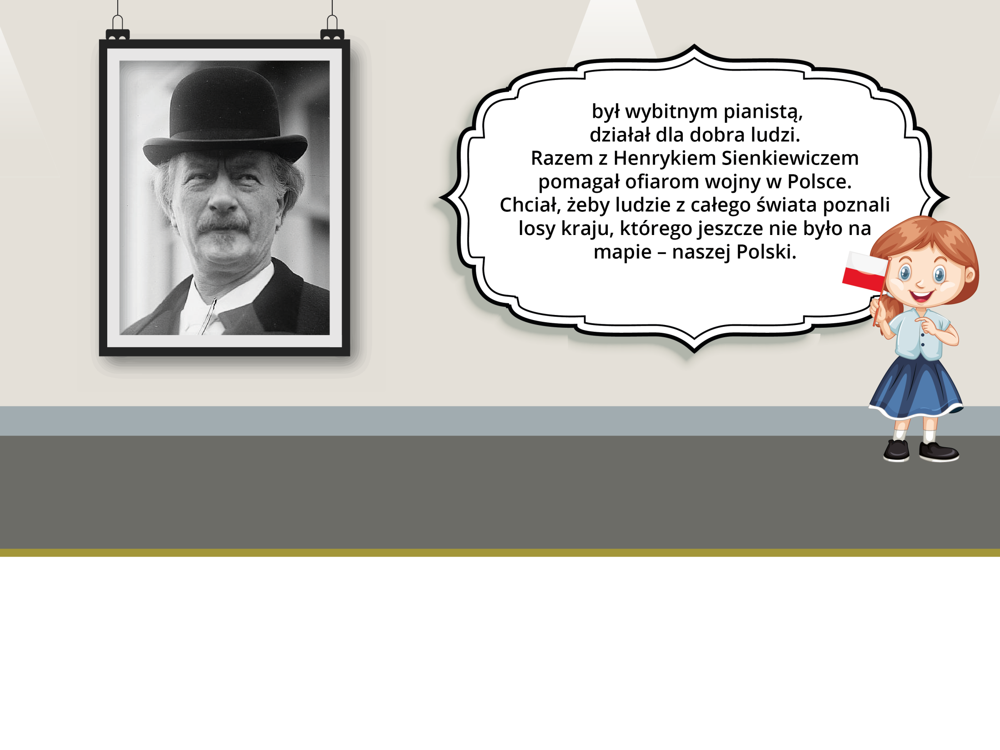 był wybitnym pianistą,
działał dla dobra ludzi.
Razem z Henrykiem Sienkiewiczem
pomagał ofiarom wojny w Polsce.
Chciał, żeby ludzie z całego świata poznali
losy kraju, którego jeszcze nie było na
mapie – naszej Polski.